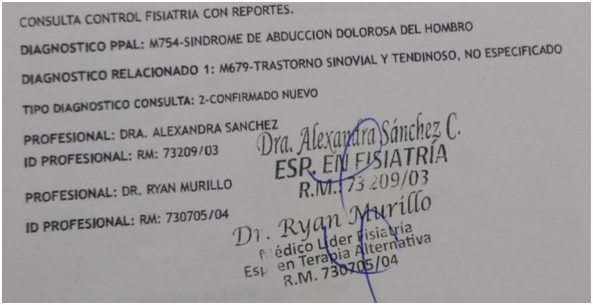 CONSULTA CONTROL FISIATRIA CON REPORTES.
DIAGNOSTICO PPAL: M754-SINDROME DE ABDUCCION DOLOROSA DEL HOMBRO
DIAGNOSTICO RELACIONADO 1: M679-TRASTORNO SINOVIAL Y TENDINOSO, NO ESPECIFICADO
TIPO DIAGNOSTICO CONSULTA: 2-CONFIRMADO NUEVO
PROFESIONAL: DRA. ALEXANDRA SANCHEZ
ID PROFESIONAL: RM: 73209/03
Dra. Alexandra Sánchez C.
ESP. EN FISIATRÍA
R.M. 73209/03
PROFESIONAL: DR. RYAN MURILLO
ID PROFESIONAL: RM: 730705/04
Dr. Ryan Murillo
Médico Líder Fisiatría
Esp en Terapia Alternativa
R.M. 730705/04